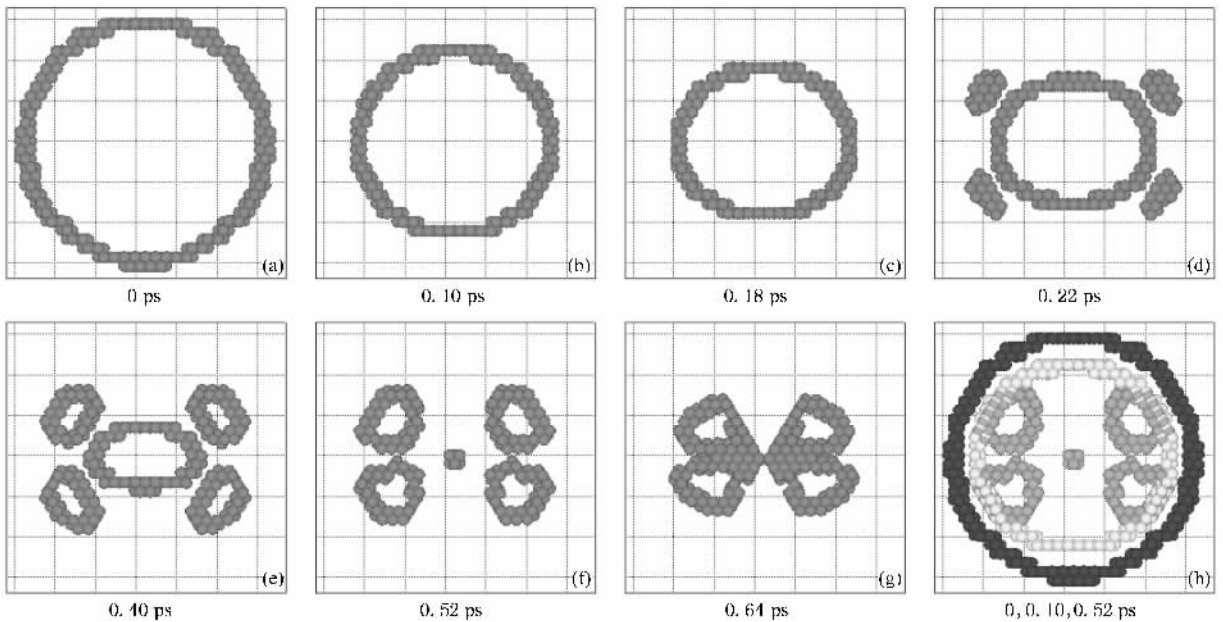 (a)
(b)
(c)
(d)
0 ps
0. 10 ps
0. 18 ps
0. 22 ps
(e)
(f)
(g)
(h)
0. 40 ps
0. 52 ps
0. 64 ps
0, 0. 10, 0. 52 ps